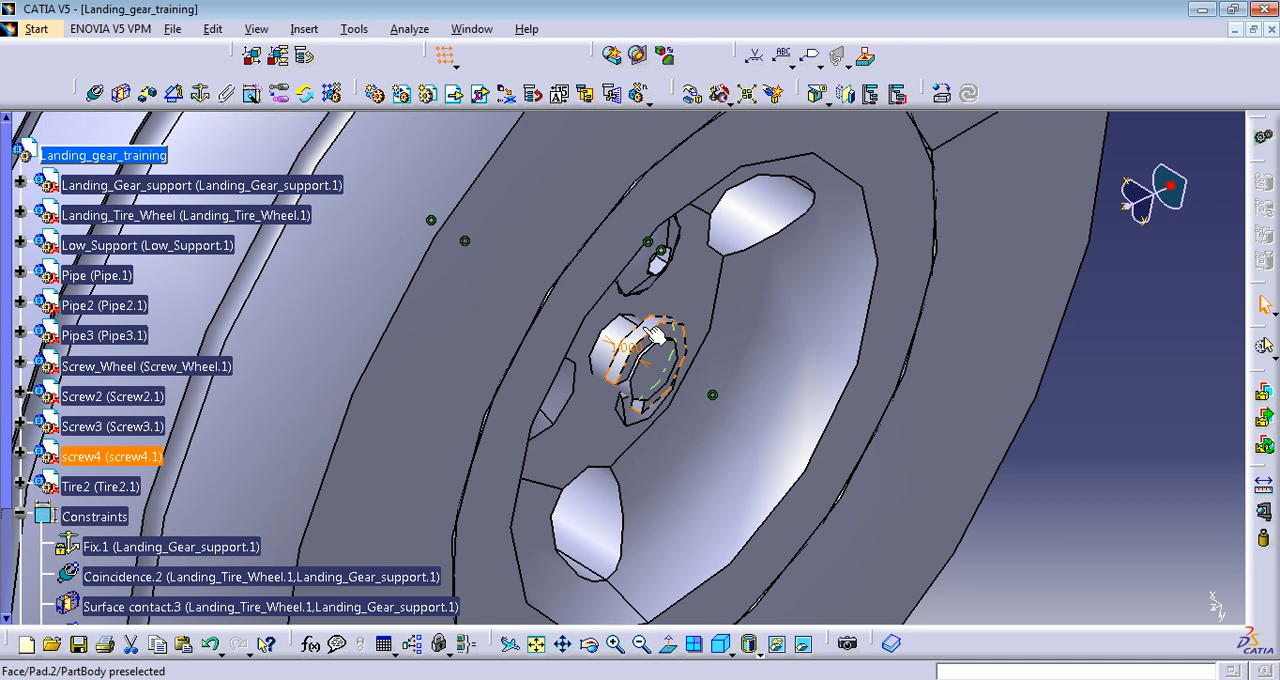 CATIA V5 - [Landing_gear_training]
Start ENOVIA V5 VPM File Edit View Insert Tools Analyze Window Help
ABC
Landing_gear_training
Landing_Gear_support (Landing_Gear_support.1)
Landing_Tire_Wheel (Landing_Tire_Wheel.1)
Low_Support (Low_Support.1)
Pipe (Pipe.1)
Pipe2 (Pipe2.1)
Pipe3 (Pipe3.1)
Screw_Wheel (Screw_Wheel.1)
Screw2 (Screw2.1)
Screw3 (Screw3.1)
screw4 (screw4.1)
Tire2 (Tire2.1)
Constraints
Fix.1 (Landing_Gear_support.1)
Coincidence.2 (Landing_Tire_Wheel.1,Landing_Gear_support.1)
Surface contact.3 (Landing_Tire_Wheel.1,Landing_Gear_support.1)
x
z
y
f(x)
DS
CATIA
Face/Pad.2/PartBody preselected